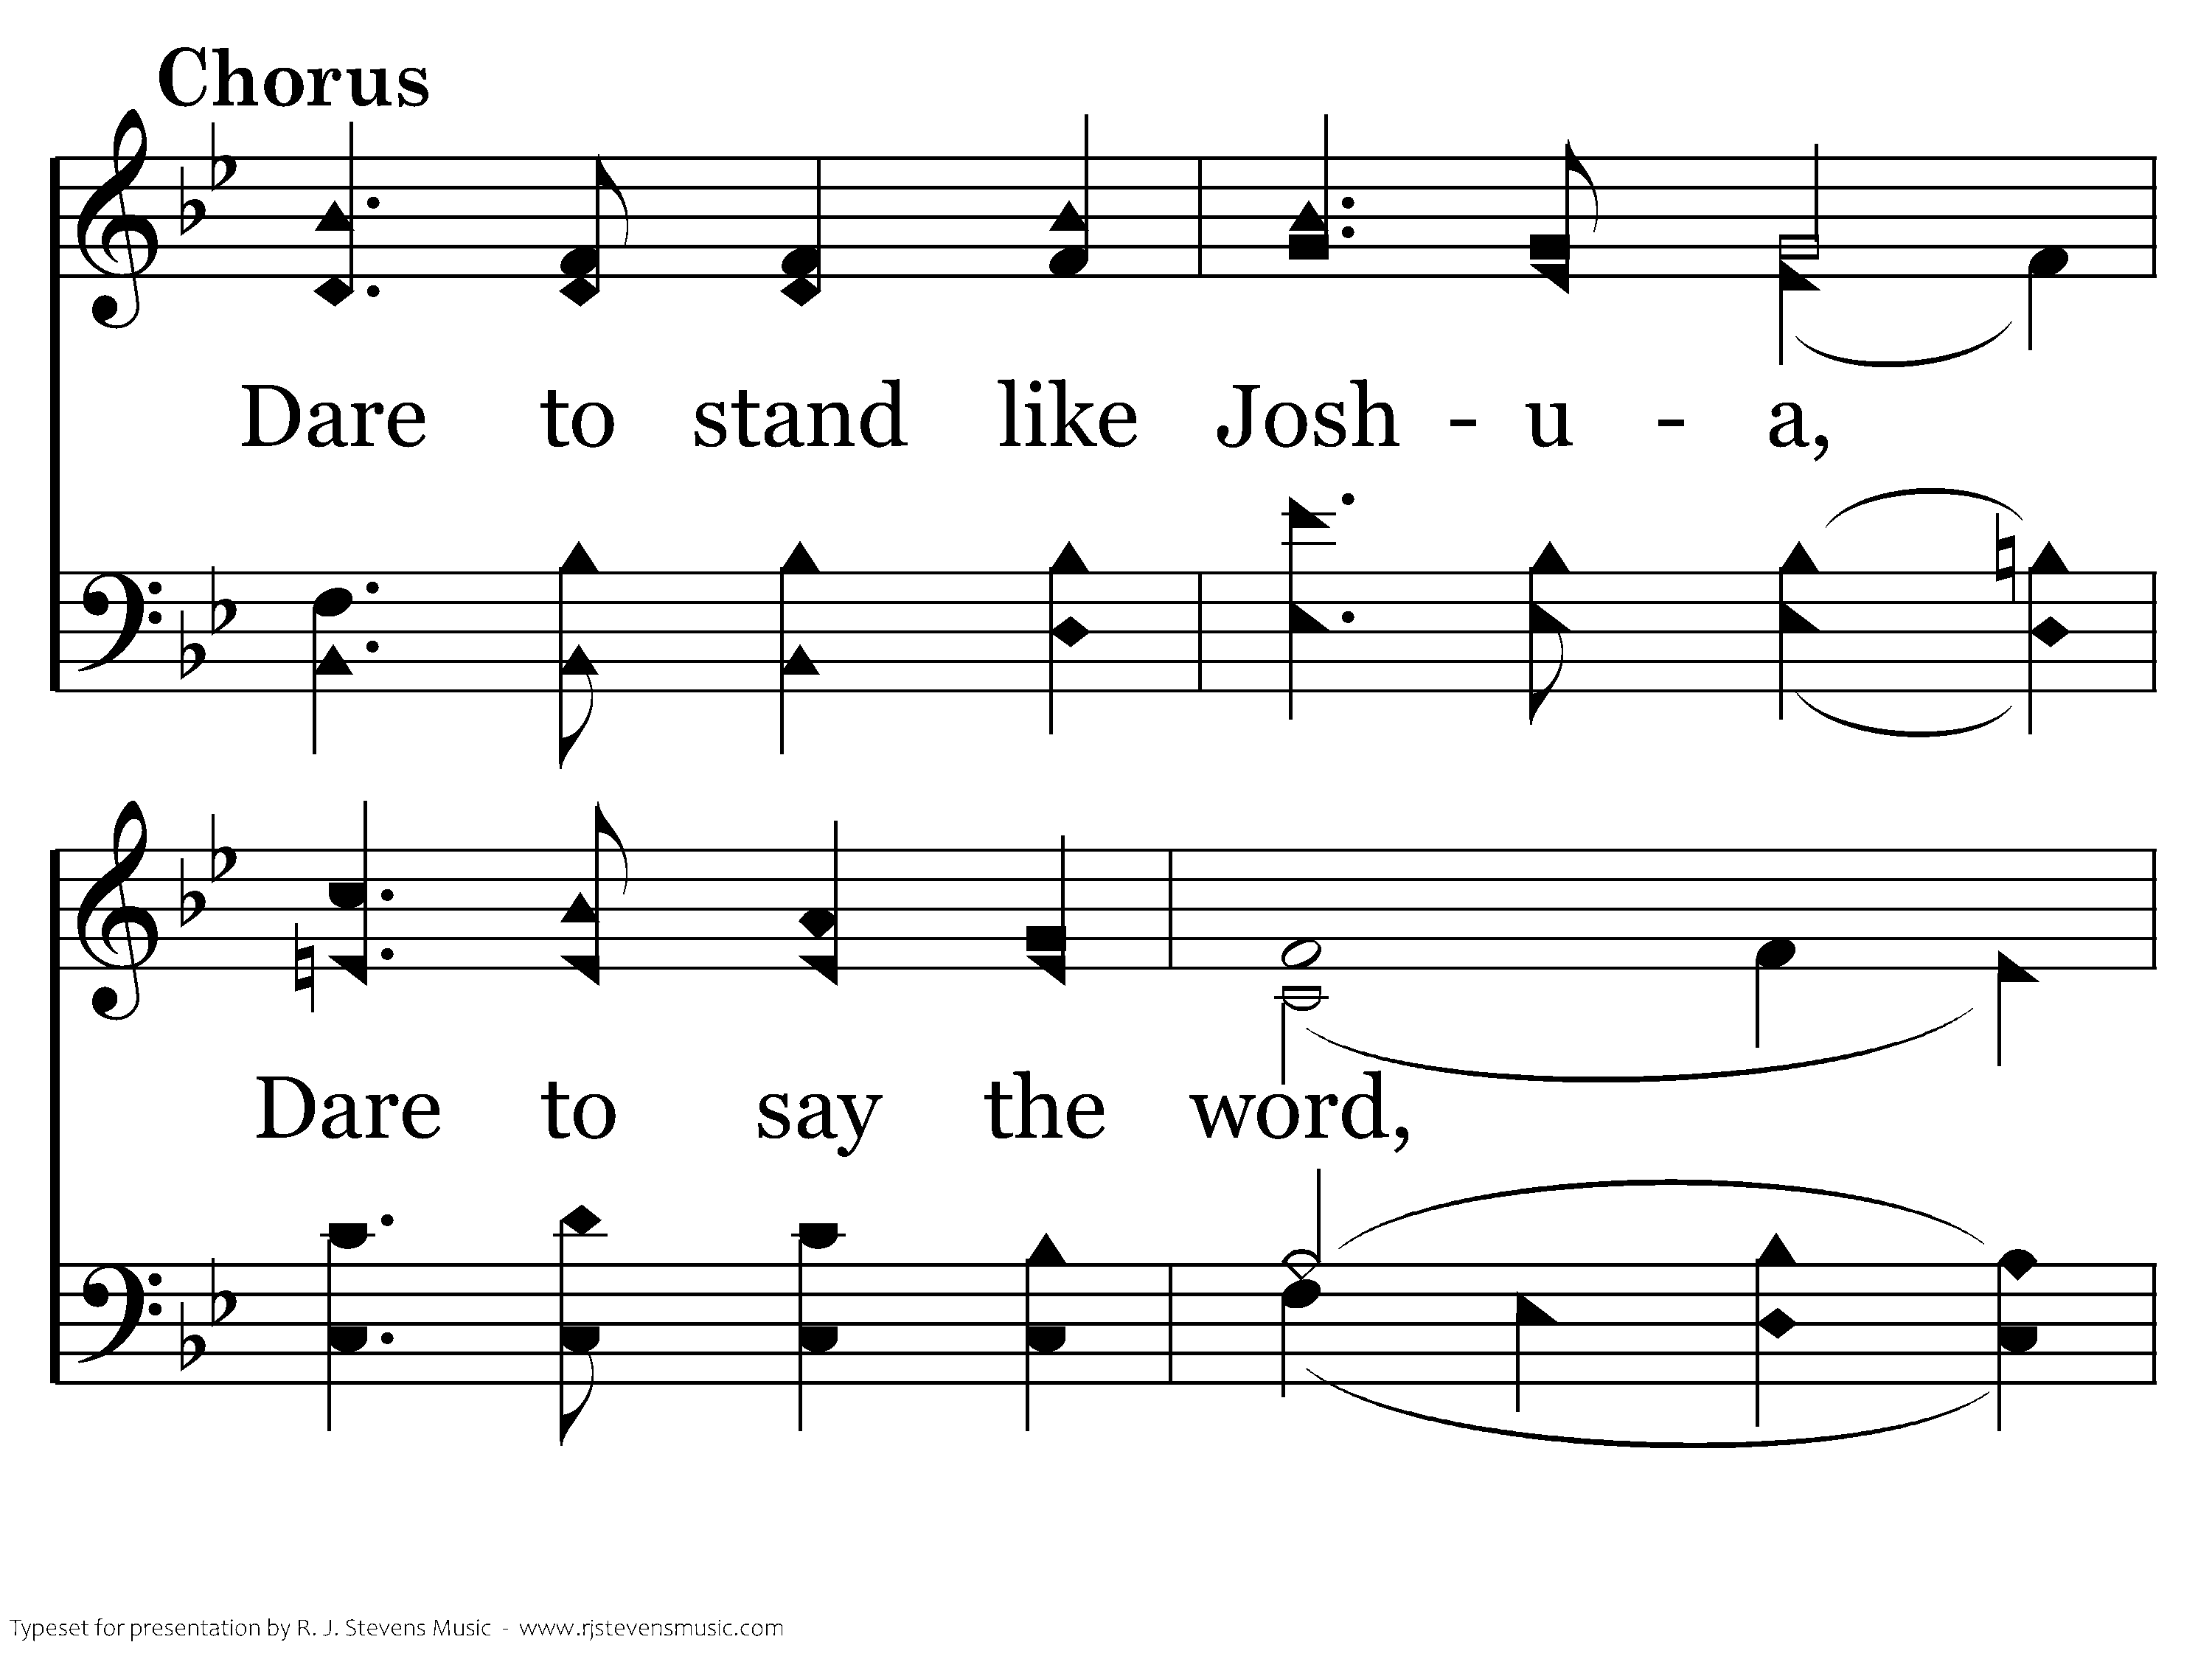 Chorus
Dare to stand like Josh - u - a,
Dare to say the word,
Typeset for presentation by R. J. Stevens Music - www.rjstevensmusic.com